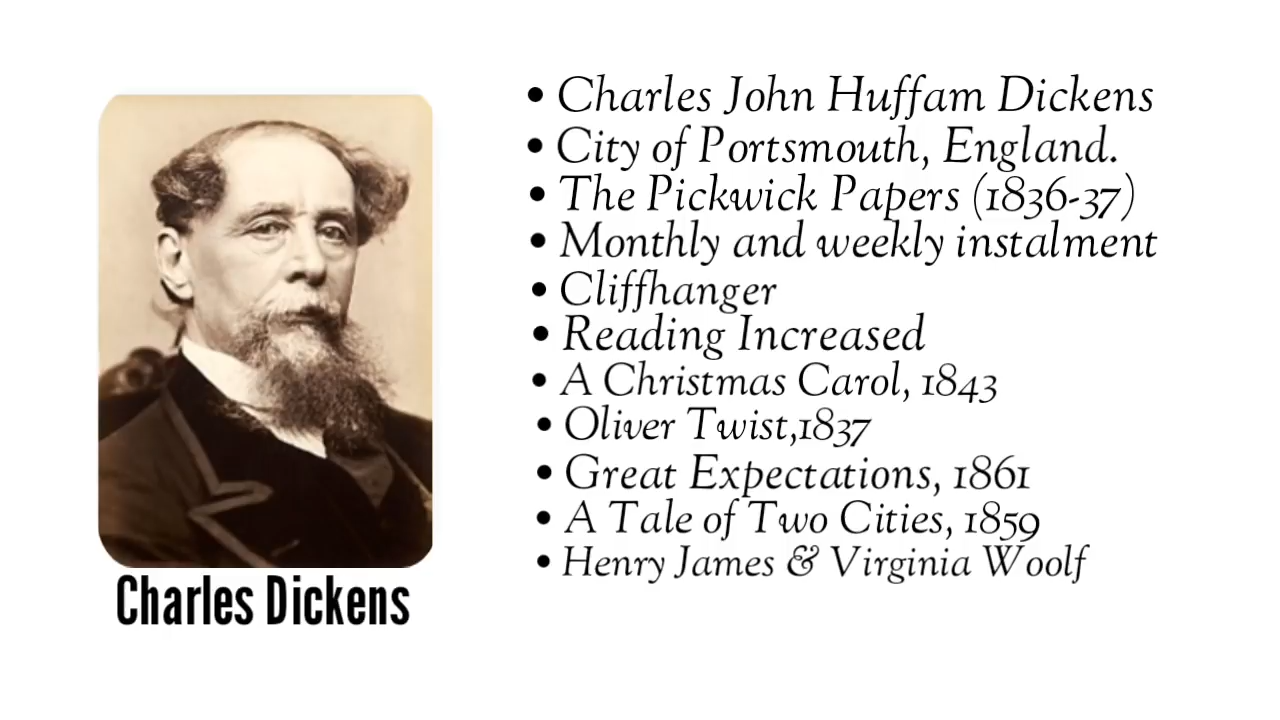 • Charles John Huffam Dickens
• City of Portsmouth, England.
• The Pickwick Papers (1836-37)
• Monthly and weekly instalment
• Cliffhanger
• Reading Increased
• A Christmas Carol, 1843
• Oliver Twist,1837
• Great Expectations, 1861
• A Tale of Two Cities, 1859
• Henry James & Virginia Woolf
Charles Dickens